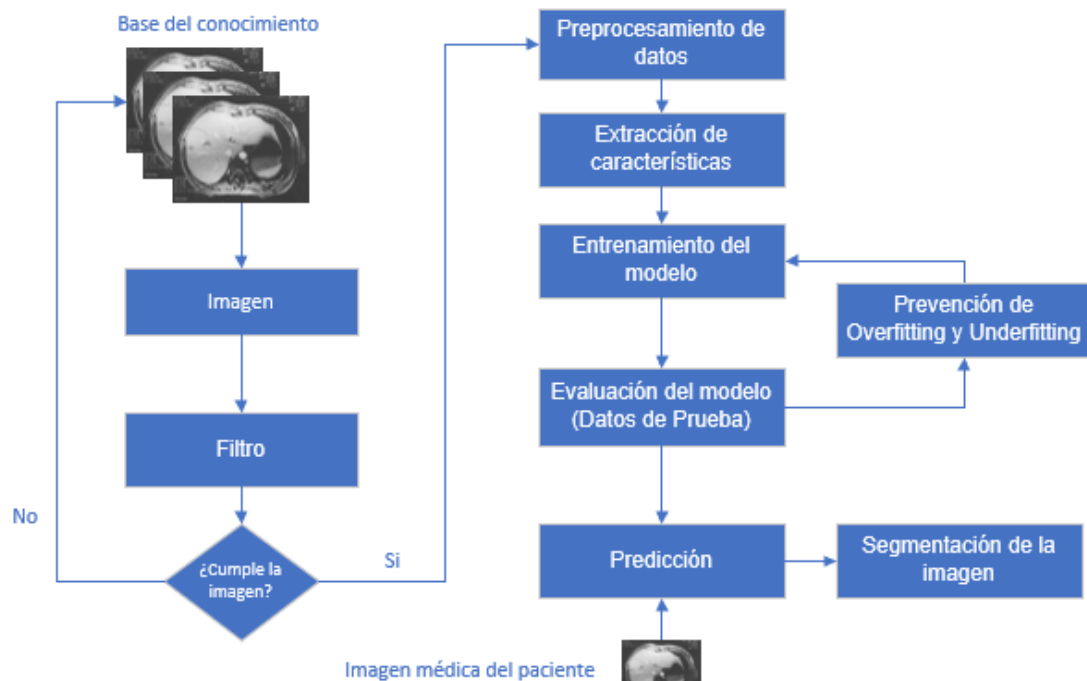 Base del conocimiento
Imagen
Filtro
¿Cumple la
imagen?
No
Si
Preprocesamiento de
datos
Extracción de
características
Entrenamiento del
modelo
Prevención de
Overfitting y Underfitting
Evaluación del modelo
(Datos de Prueba)
Predicción
Segmentación de la
imagen
Imagen médica del paciente